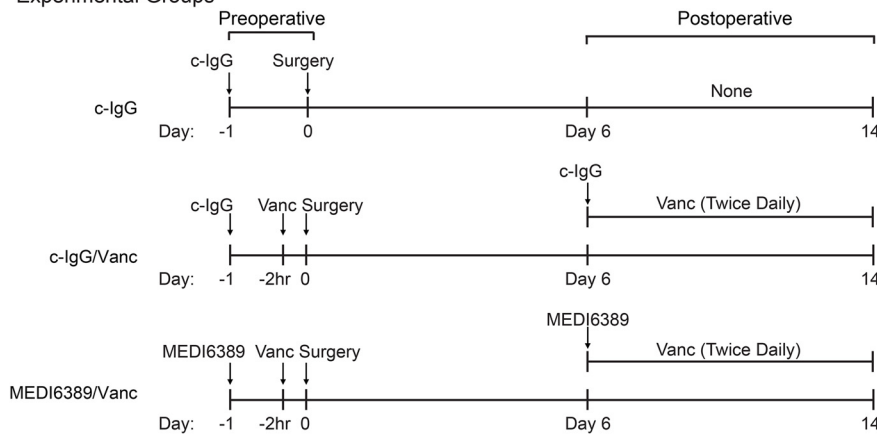 Experimental Groups
Preoperative Postoperative
c-IgG Surgery
None
c-IgG
Day: -1 0 Day 6 14
c-IgG
c-IgG Vanc Surgery Vanc (Twice Daily)
c-IgG/Vanc
Day: -1 -2hr 0 Day 6 14
MEDI6389
MEDI6389 Vanc Surgery Vanc (Twice Daily)
MEDI6389/Vanc
Day: -1 -2hr 0 Day 6 14